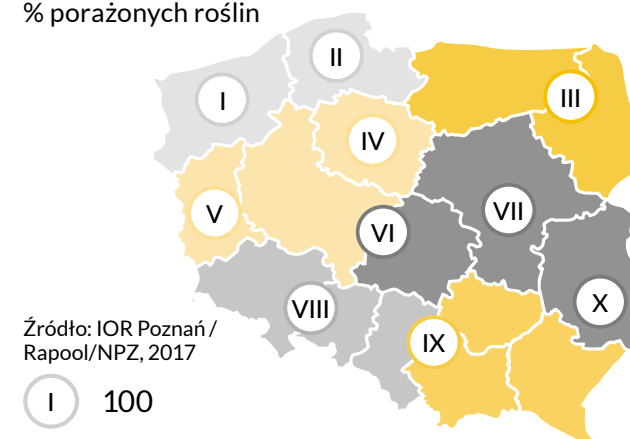 % porażonych roślin
II
I
III
IV
V
VII
VI
VIII
X
IX
Źródło: IOR Poznań /
Rapool/NPZ, 2017
I 100